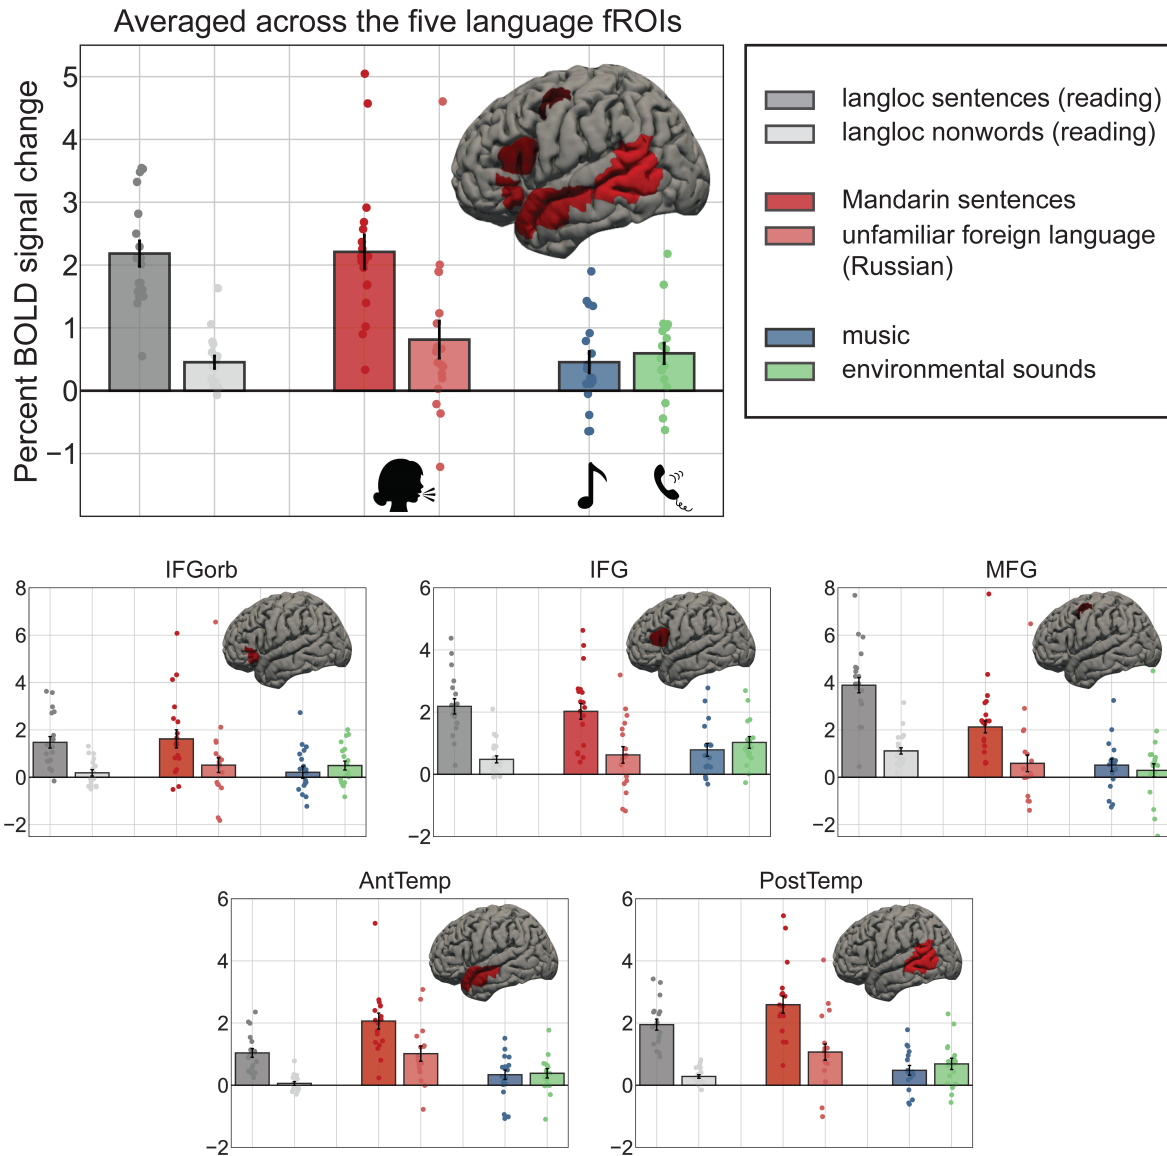 Averaged across the five language fROIs
Percent BOLD signal change
5
4
3
2
1
0
−1
langloc sentences (reading)
langloc nonwords (reading)
Mandarin sentences
unfamiliar foreign language
(Russian)
music
environmental sounds
IFGorb
8
6
4
2
0
−2
IFG
6
4
2
0
−2
MFG
8
6
4
2
0
−2
AntTemp
6
4
2
0
−2
PostTemp
6
4
2
0
−2